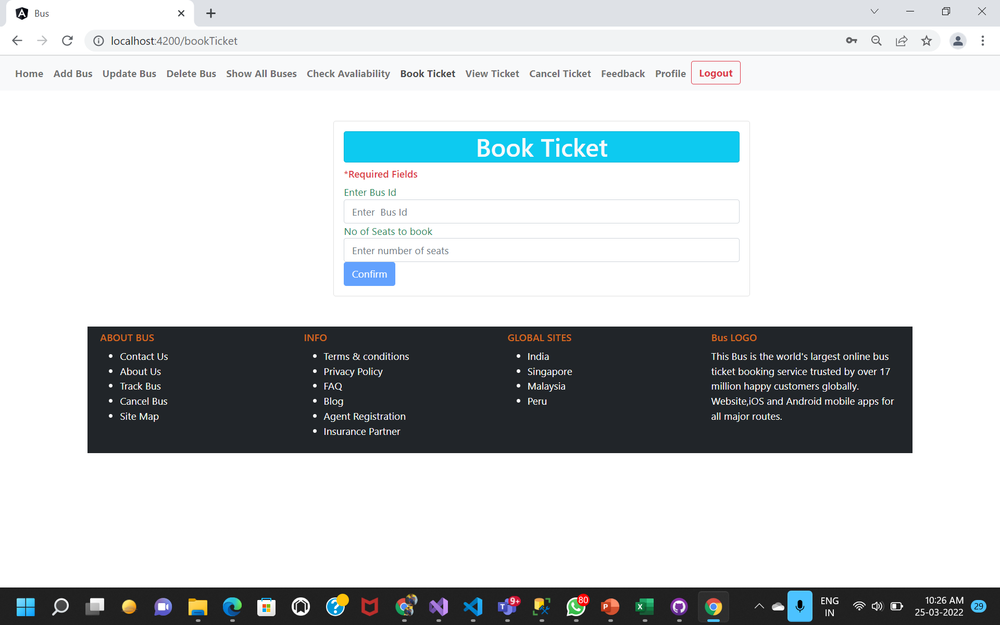 Bus
localhost:4200/bookTicket
Home Add Bus Update Bus Delete Bus Show All Buses Check Avaliability Book Ticket View Ticket Cancel Ticket Feedback Profile Logout
Book Ticket
*Required Fields
Enter Bus Id
Enter  Bus Id
No of Seats to book
Enter number of seats
Confirm
ABOUT BUS
Contact Us
About Us
Track Bus
Cancel Bus
Site Map
INFO
Terms & conditions
Privacy Policy
FAQ
Blog
Agent Registration
Insurance Partner
GLOBAL SITES
India
Singapore
Malaysia
Peru
Bus LOGO
This Bus is the world's largest online bus
ticket booking service trusted by over 17
million happy customers globally.
Website,iOS and Android mobile apps for
all major routes.
9+
80
ENG
IN
10:26 AM
25-03-2022
29